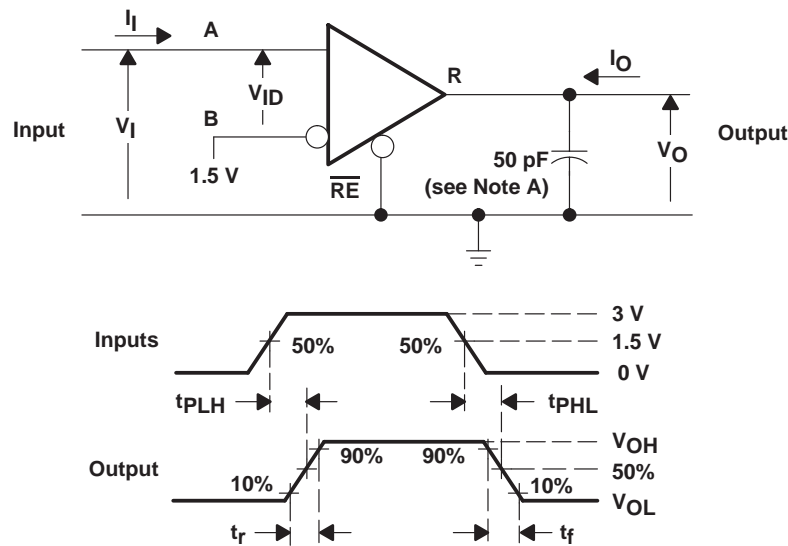 I_I
A
I_O
R
V_ID
Input
V_I
B
1.5 V
50 pF
(see Note A)
V_O
Output
R̅E̅
3 V
Inputs
50%
50%
1.5 V
0 V
t_PLH
t_PHL
V_OH
Output
90%
90%
50%
10%
10%
V_OL
t_r
t_f